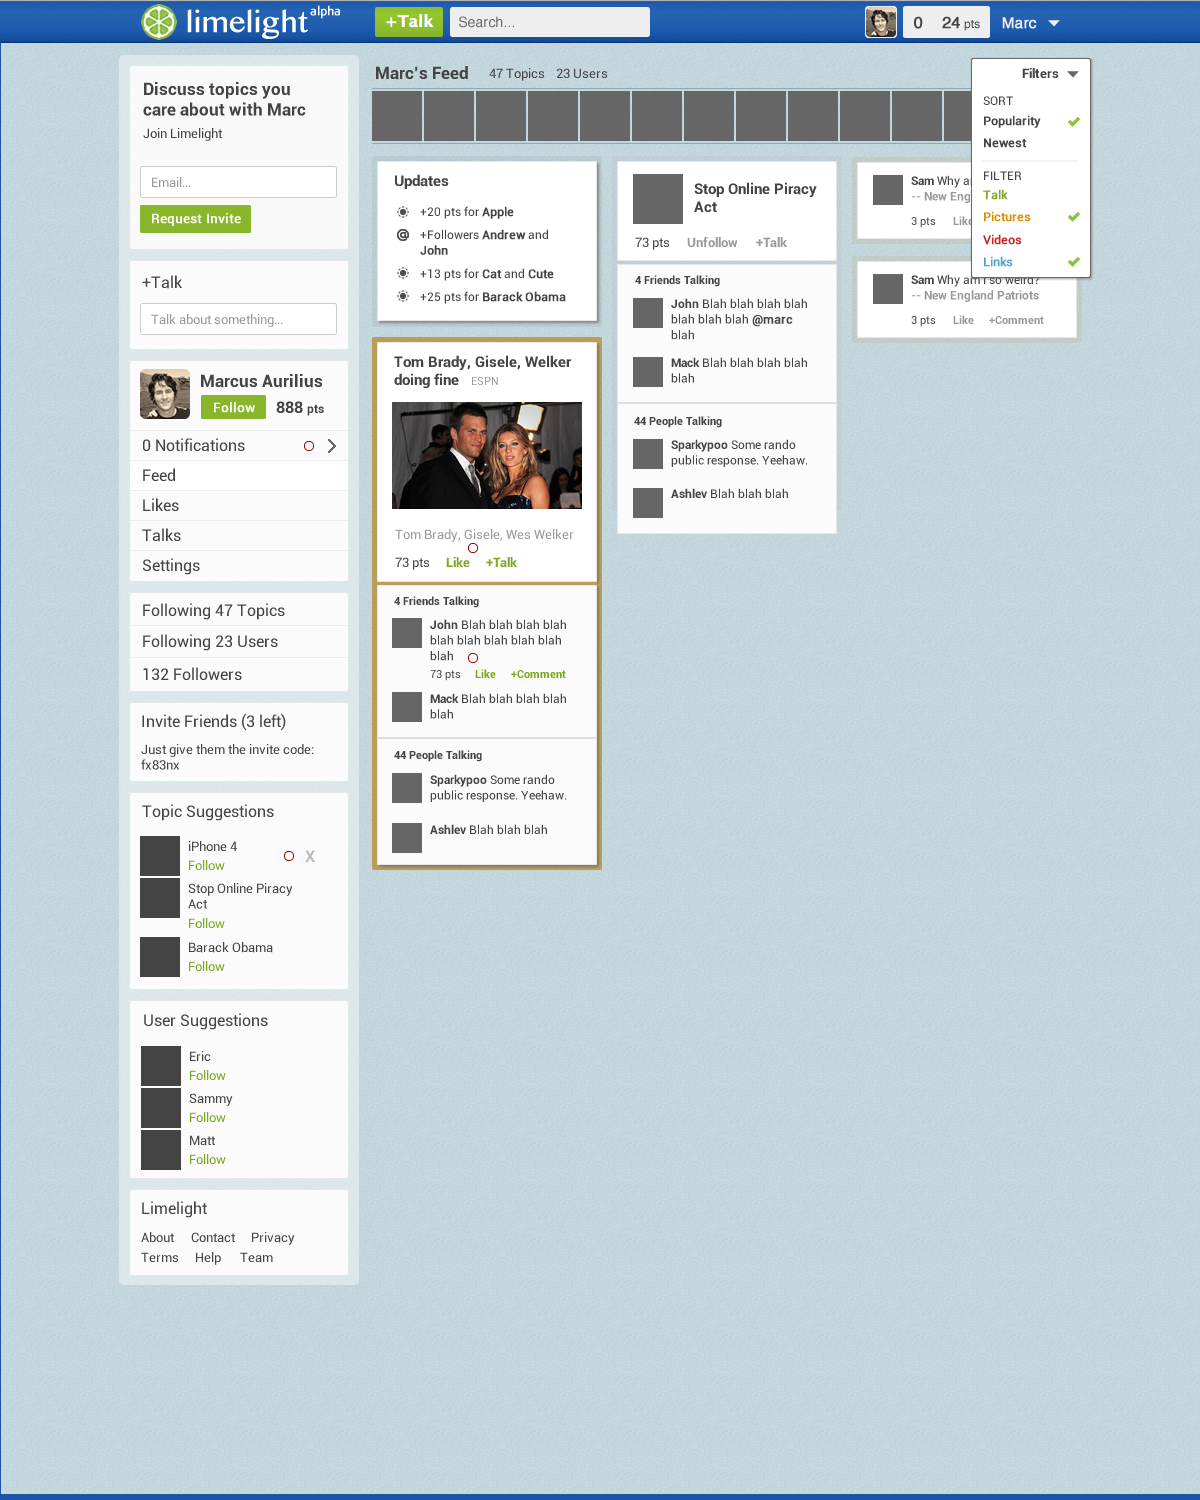 limelight alpha
+Talk
Search...
0 24 pts
Marc
Discuss topics you
care about with Marc
Join Limelight
Email...
Request Invite
+Talk
Talk about something...
Marcus Aurilius
Follow 888 pts
0 Notifications
Feed
Likes
Talks
Settings
Following 47 Topics
Following 23 Users
132 Followers
Invite Friends (3 left)
Just give them the invite code:
fx83nx
Topic Suggestions
iPhone 4
X
Follow
Stop Online Piracy
Act
Follow
Barack Obama
Follow
User Suggestions
Eric
Follow
Sammy
Follow
Matt
Follow
Limelight
About Contact Privacy
Terms Help Team
Marc's Feed 47 Topics 23 Users
Updates
+20 pts for Apple
@ +Followers Andrew and
John
+13 pts for Cat and Cute
+25 pts for Barack Obama
Tom Brady, Gisele, Welker
doing fine ESPN
Tom Brady, Gisele, Wes Welker
73 pts Like +Talk
4 Friends Talking
John Blah blah blah blah
blah blah blah blah blah
blah
73 pts Like +Comment
Mack Blah blah blah blah
blah
44 People Talking
Sparkypoo Some rando
public response. Yeehaw.
Ashlev Blah blah blah
Stop Online Piracy
Act
73 pts Unfollow +Talk
4 Friends Talking
John Blah blah blah blah
blah blah blah @marc
blah
Mack Blah blah blah blah
blah
44 People Talking
Sparkypoo Some rando
public response. Yeehaw.
Ashlev Blah blah blah
Sam Why
-- New
3 pts
Filters
SORT
Popularity
Newest
FILTER
Talk
Pictures
Videos
Links
Sam Why am I so weird?
-- New England Patriots
3 pts Like +Comment